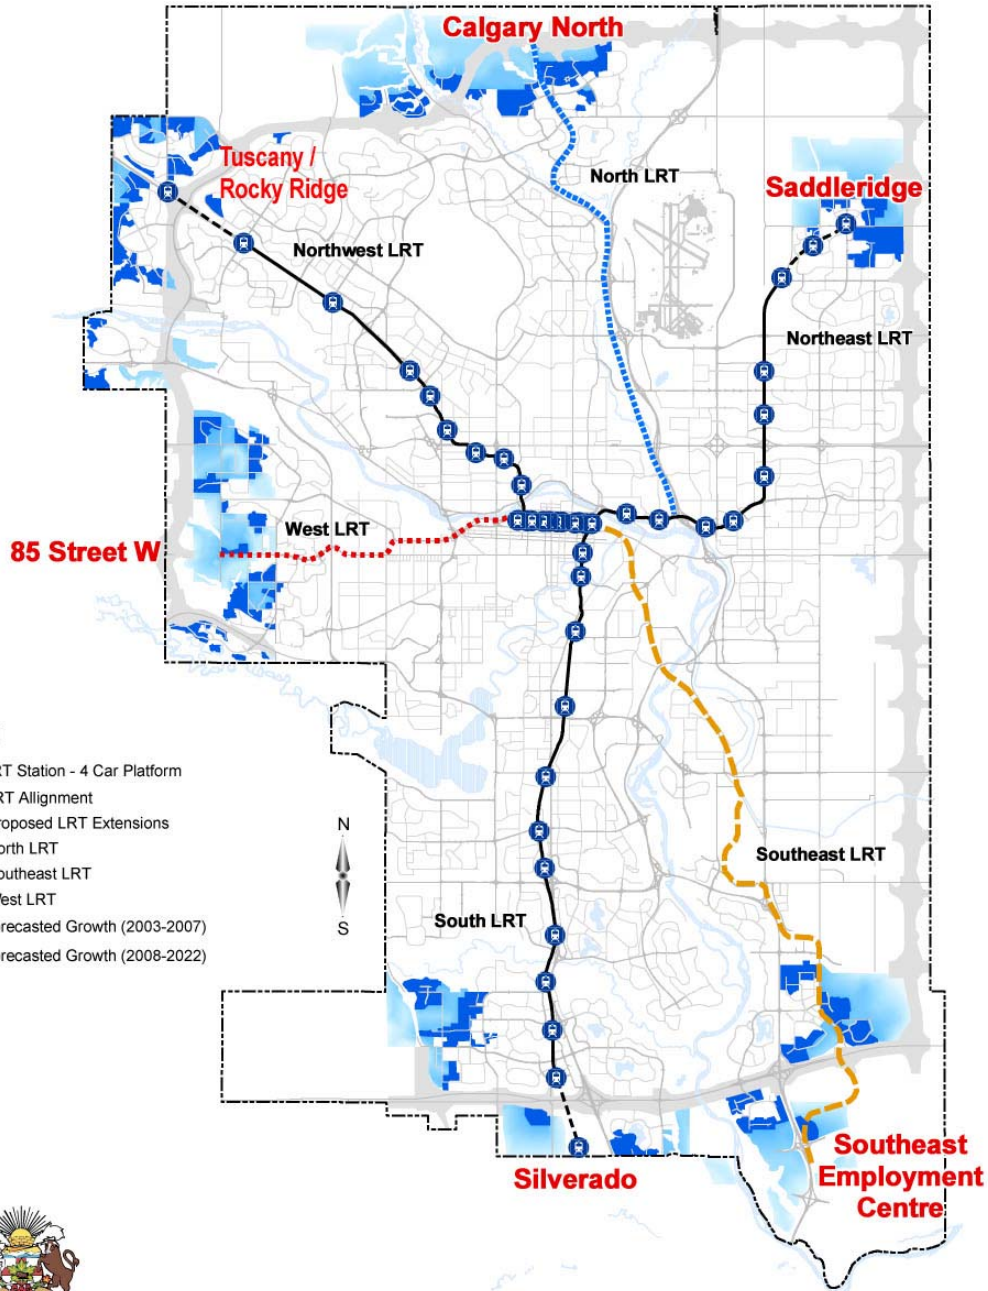 Calgary North
Tuscany /
Rocky Ridge
North LRT
Saddleridge
Northwest LRT
Northeast LRT
West LRT
85 Street W
RT Station - 4 Car Platform
RT Allignment
roposed LRT Extensions
orth LRT
outheast LRT
West LRT
recasted Growth (2003-2007)
recasted Growth (2008-2022)
N
S
Southeast LRT
South LRT
Silverado
Southeast
Employment
Centre